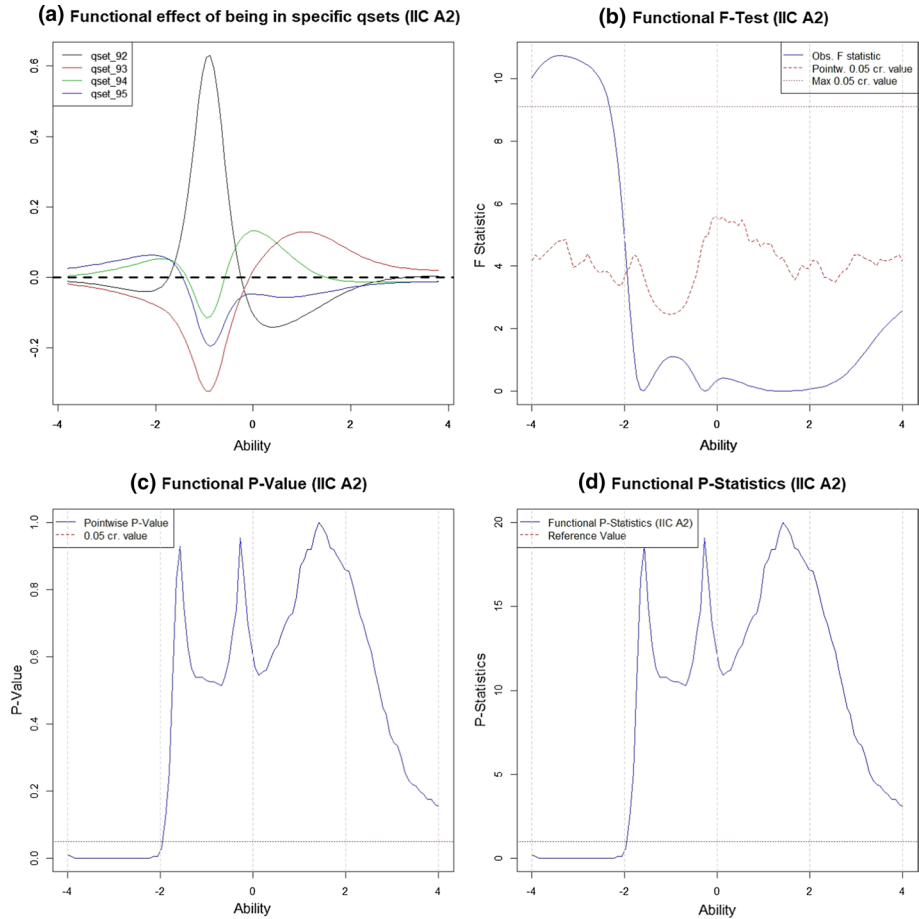 (a) Functional effect of being in specific qsets (IIC A2)
qset_92
qset_93
qset_94
qset_95
0.6
0.4
0.2
0.0
-0.2
-4 -2 0 2 4
Ability
(b) Functional F-Test (IIC A2)
Obs. F statistic
Pointw. 0.05 cr. value
Max 0.05 cr. value
F Statistic
10
8
6
4
2
0
-4 -2 0 2 4
Ability
(c) Functional P-Value (IIC A2)
Pointwise P-Value
0.05 cr. value
P-Value
1.0
0.8
0.6
0.4
0.2
0.0
-4 -2 0 2 4
Ability
(d) Functional P-Statistics (IIC A2)
Functional P-Statistics (IIC A2)
Reference Value
P-Statistics
20
15
10
5
0
-4 -2 0 2 4
Ability